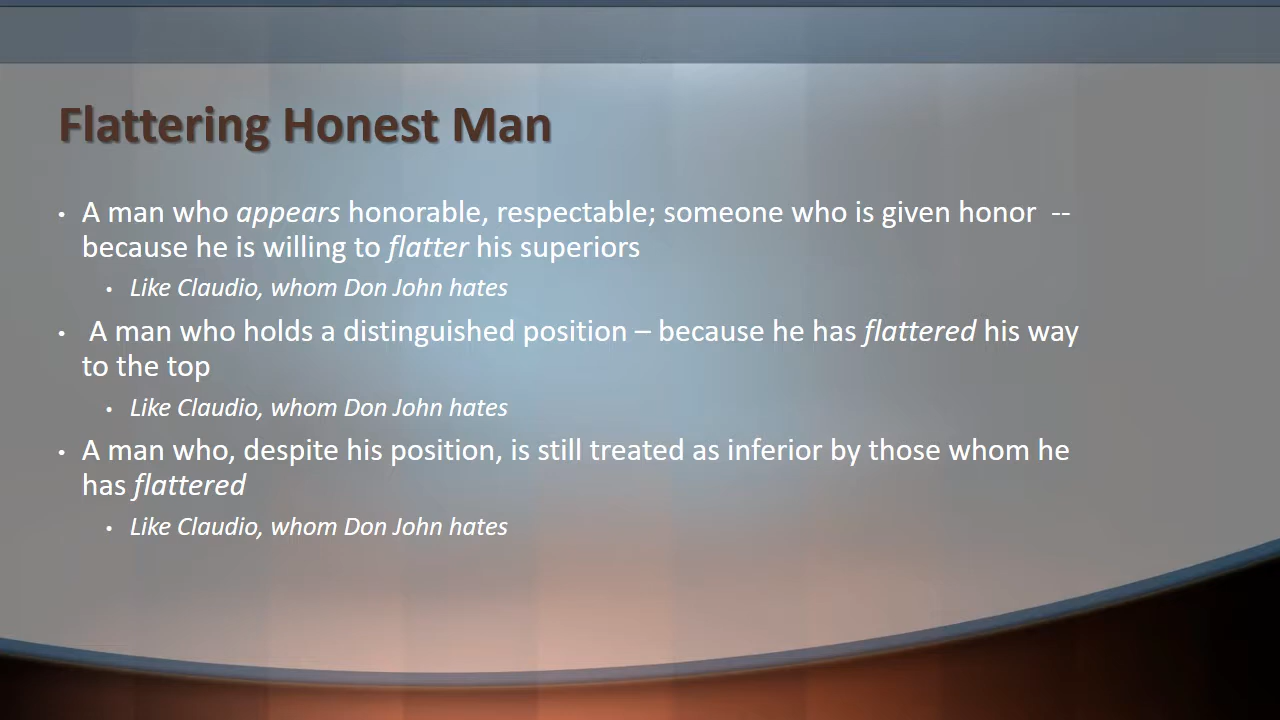 Flattering Honest Man
• A man who appears honorable, respectable; someone who is given honor  --
because he is willing to flatter his superiors
• Like Claudio, whom Don John hates
•  A man who holds a distinguished position – because he has flattered his way
to the top
• Like Claudio, whom Don John hates
• A man who, despite his position, is still treated as inferior by those whom he
has flattered
• Like Claudio, whom Don John hates